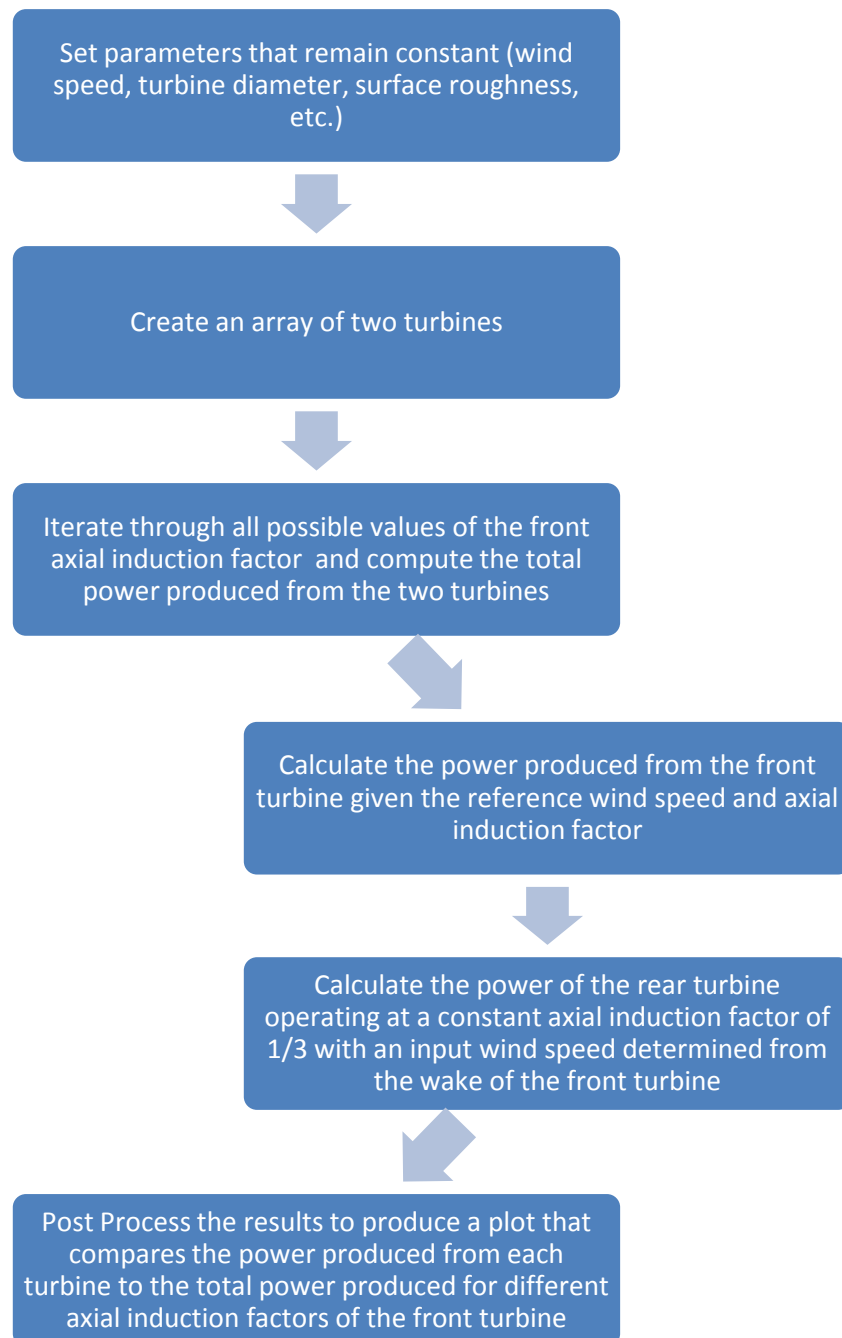 Set parameters that remain constant (wind
speed, turbine diameter, surface roughness,
etc.)
Create an array of two turbines
Iterate through all possible values of the front
axial induction factor  and compute the total
power produced from the two turbines
Calculate the power produced from the front
turbine given the reference wind speed and axial
induction factor
Calculate the power of the rear turbine
operating at a constant axial induction factor of
1/3 with an input wind speed determined from
the wake of the front turbine
Post Process the results to produce a plot that
compares the power produced from each
turbine to the total power produced for different
axial induction factors of the front turbine